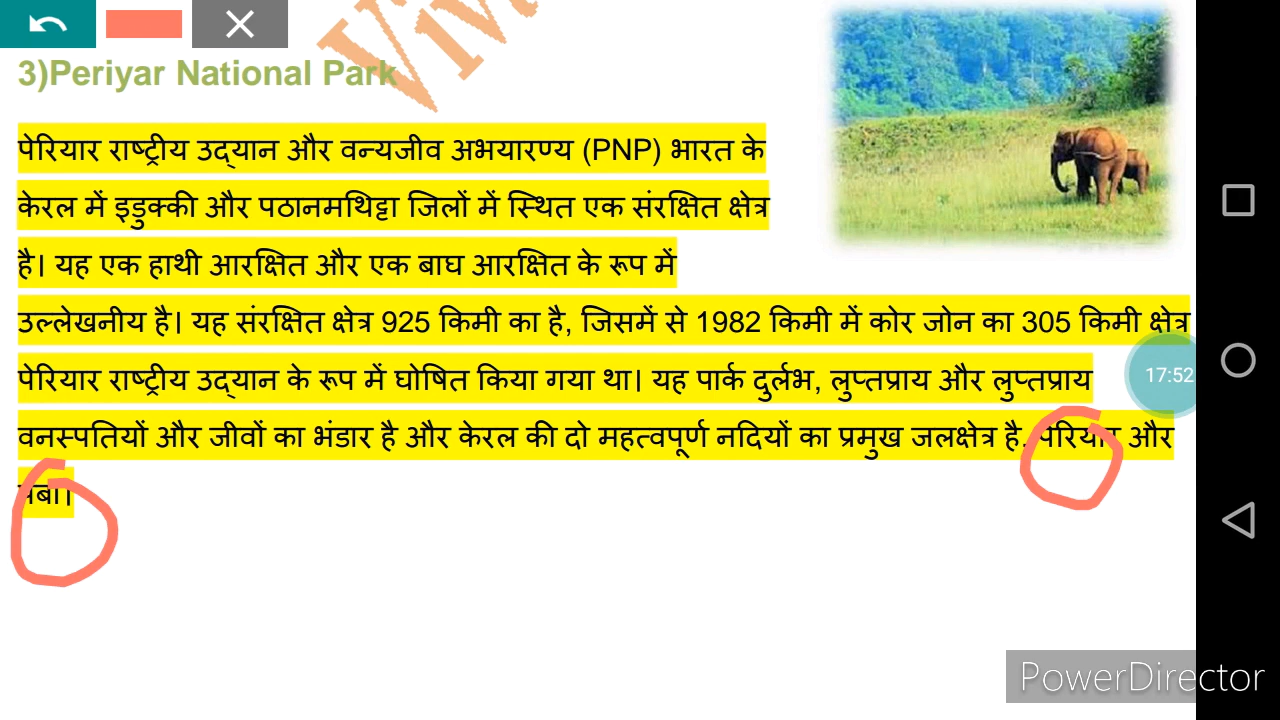 3)Periyar National Park
पेरियार राष्ट्रीय उद्यान और वन्यजीव अभयारण्य (PNP) भारत के
केरल में इडुक्की और पठानमथिट्टा जिलों में स्थित एक संरक्षित क्षेत्र
है। यह एक हाथी आरक्षित और एक बाघ आरक्षित के रूप में
उल्लेखनीय है। यह संरक्षित क्षेत्र 925 किमी का है, जिसमें से 1982 किमी में कोर जोन का 305 किमी क्षेत्र
पेरियार राष्ट्रीय उद्यान के रूप में घोषित किया गया था। यह पार्क दुर्लभ, लुप्तप्राय और लुप्तप्राय
17:52
वनस्पतियों और जीवों का भंडार है और केरल की दो महत्वपूर्ण नदियों का प्रमुख जलक्षेत्र है, पेरियार और
पंबा।
PowerDirector